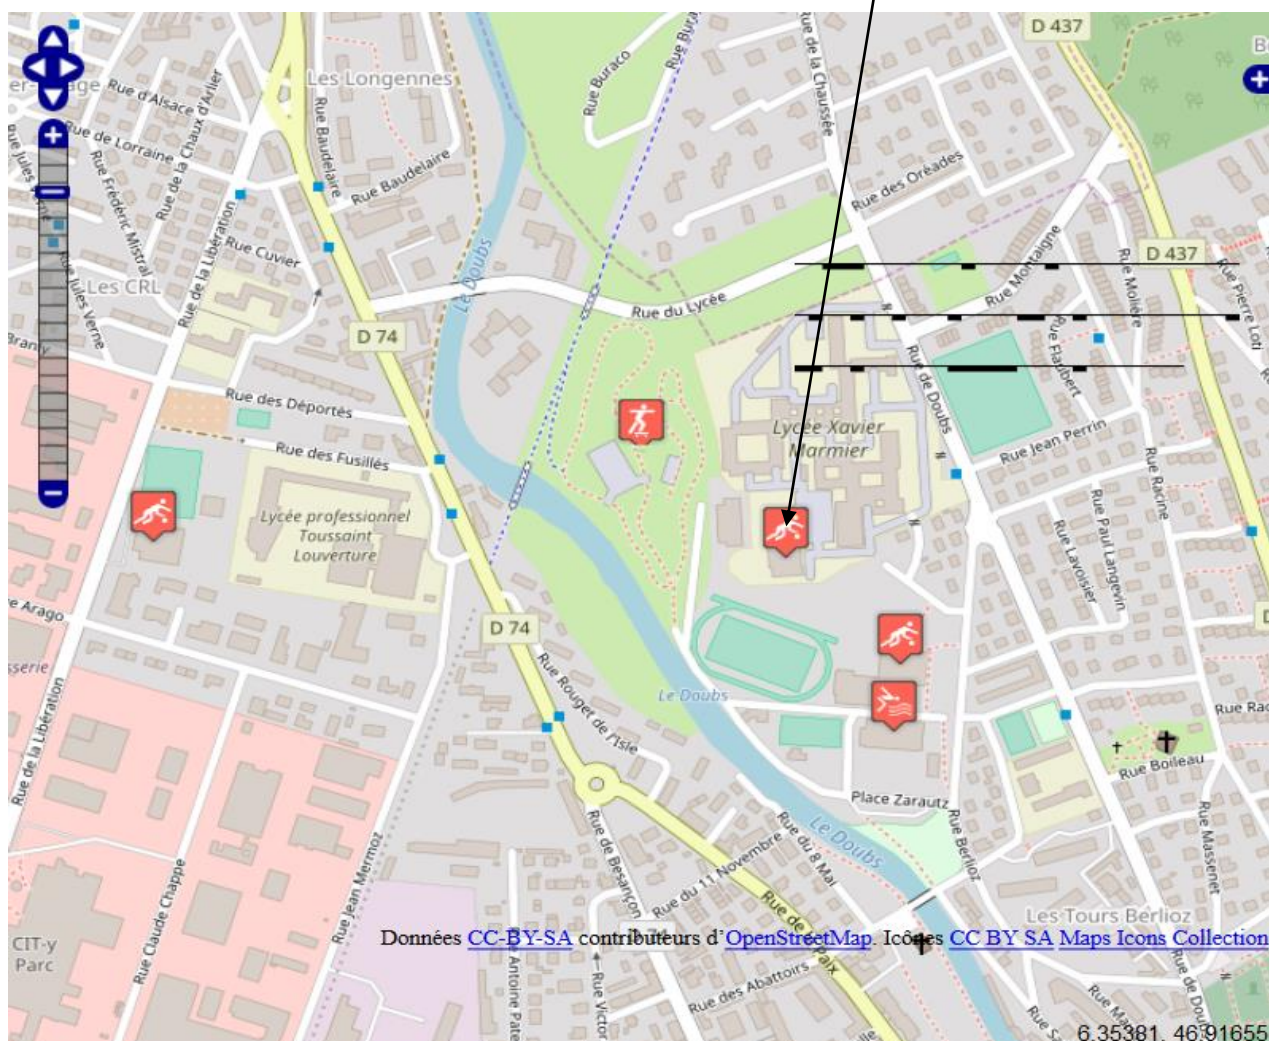 D 437
Les Longennes
Rue d'Alsace
Rue de la Chaux d'Arlier
Rue Baudelaire
Rue Buraco
Rue de la Chaussée
Rue de Lorraine
Rue Baudelaire
Rue des Oréades
Rue Frédéric Mistral
Rue de la Libération
Rue Cuvier
Le Doubs
Rue Montaigne
Rue Molière
D 437
Rue Pierre Loti
Les CRL
Rue Jules Verne
Rue du Lycée
D 74
Rue Flaubert
Rue de Doubs
Rue des Déportés
Lycée Xavier
Marmier
Rue Jean Perrin
Rue des Fusillés
Rue Racine
Lycée professionnel
Toussaint
Louverture
Rue Paul Langevin
Rue Lavoisier
D 74
Rue de la Libération
Rue Rouget de l'Isle
Le Doubs
Rue Boileau
Place Zarautz
Rue Berlioz
Rue du 8 Mai
Le Doubs
Rue Massenet
Rue de Besançon
Rue du 11 Novembre
Rue Jean Mermoz
Rue Claude Chappe
Rue de la Paix
Les Tours Berlioz
CIT-y
Parc
Données CC-BY-SA contributeurs d'OpenStreetMap. Icônes CC BY SA Maps Icons Collection
Rue des Abattoirs
6.35381, 46.91655